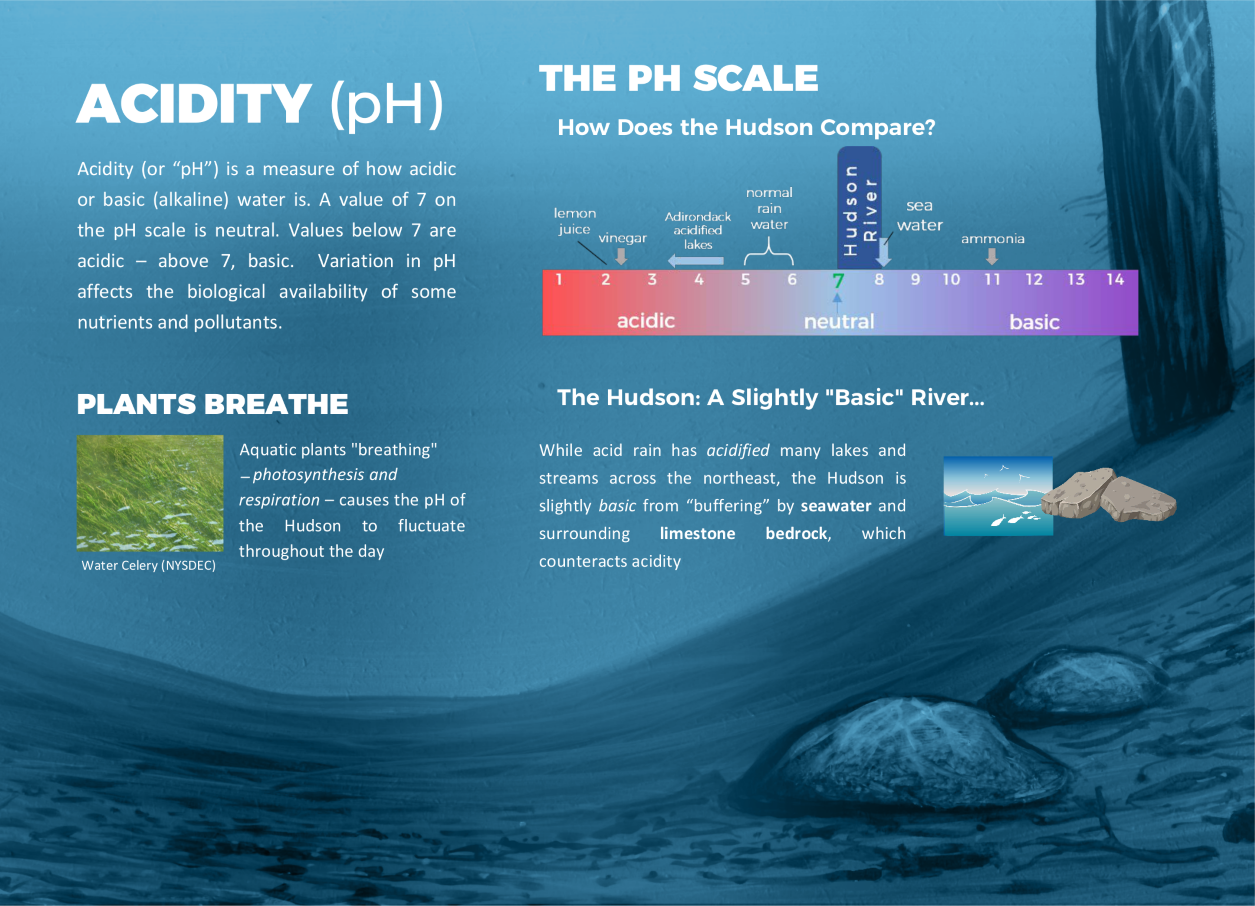 ACIDITY (pH)
Acidity (or “pH”) is a measure of how acidic
or basic (alkaline) water is. A value of 7 on
the pH scale is neutral. Values below 7 are
acidic – above 7, basic. Variation in pH
affects the biological availability of some
nutrients and pollutants.
PLANTS BREATHE
Aquatic plants "breathing"
– photosynthesis and
respiration – causes the pH of
the Hudson to fluctuate
throughout the day
Water Celery (NYSDEC)
THE PH SCALE
How Does the Hudson Compare?
lemon
juice
vinegar
Adirondack
acidified
lakes
normal
rain
water
Hudson
River
sea
water
ammonia
1 2 3 4 5 6 7 8 9 10 11 12 13 14
acidic neutral basic
The Hudson: A Slightly "Basic" River...
While acid rain has acidified many lakes and
streams across the northeast, the Hudson is
slightly basic from “buffering” by seawater and
surrounding limestone bedrock, which
counteracts acidity